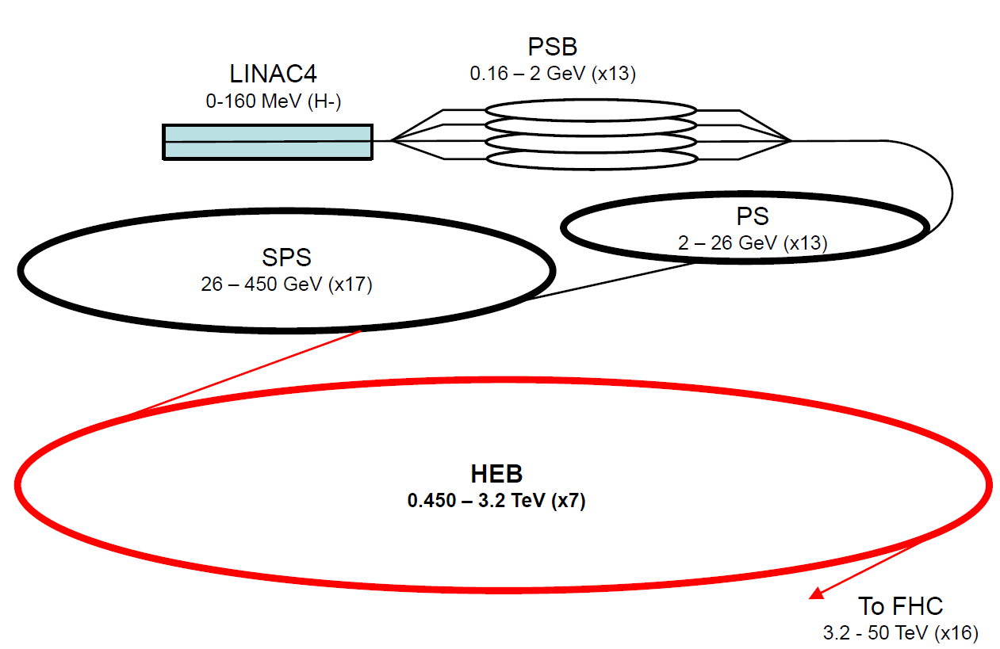 PSB
0.16 – 2 GeV (x13)
LINAC4
0-160 MeV (H-)
PS
2 – 26 GeV (x13)
SPS
26 – 450 GeV (x17)
HEB
0.450 – 3.2 TeV (x7)
To FHC
3.2 - 50 TeV (x16)